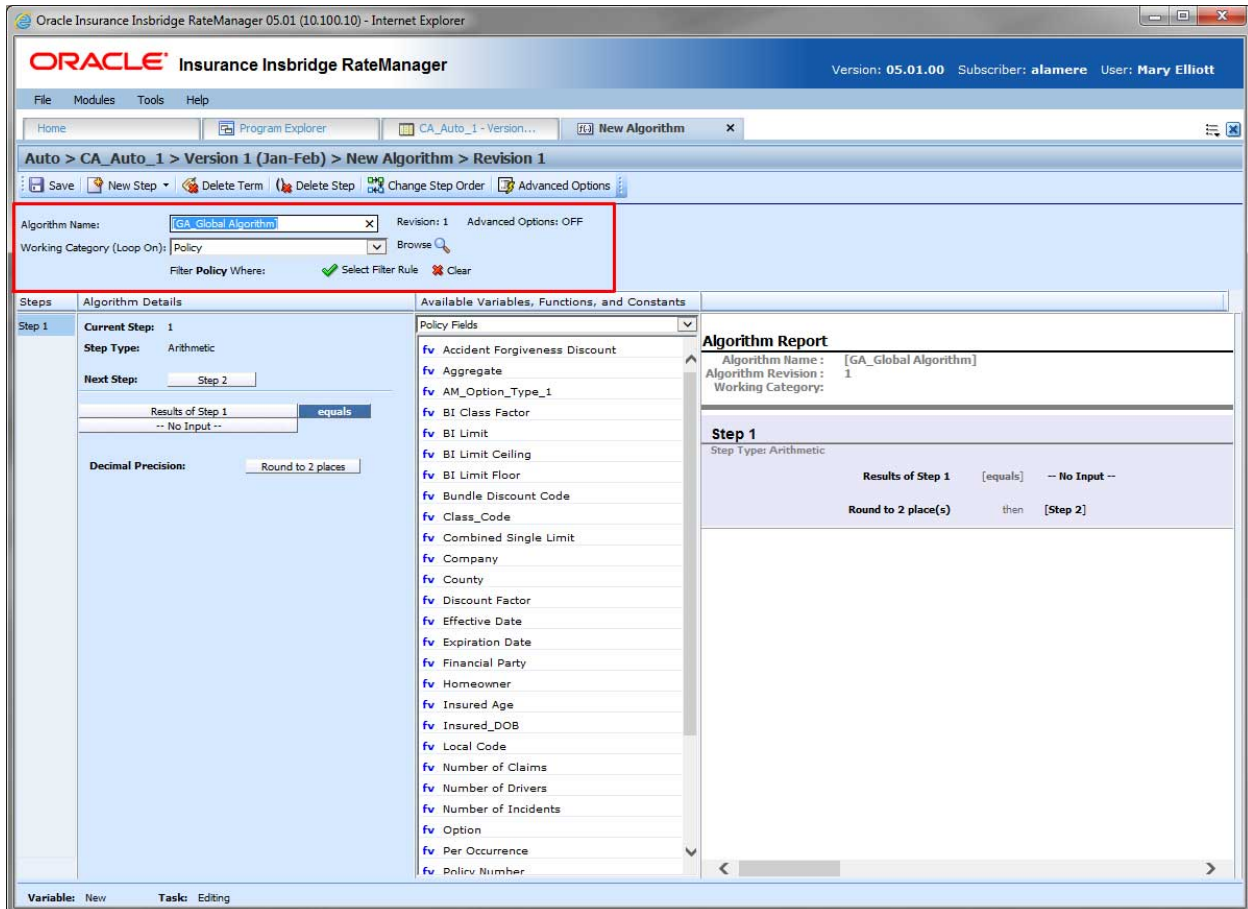 Oracle Insurance Insbridge RateManager 05.01 (10.100.10) - Internet Explorer
ORACLE Insurance Insbridge RateManager
Version: 05.01.00 Subscriber: alamere User: Mary Elliott
File Modules Tools Help
Home Program Explorer CA_Auto_1 - Version... f(x) New Algorithm x
Auto > CA_Auto_1 > Version 1 (Jan-Feb) > New Algorithm > Revision 1
Save New Step Delete Term Delete Step Change Step Order Advanced Options
Algorithm Name: [GA_Global Algorithm] x Revision: 1 Advanced Options: OFF
Working Category (Loop On): Policy Browse
Filter Policy Where: Select Filter Rule Clear
Steps Algorithm Details Available Variables, Functions, and Constants
Step 1
Current Step: 1
Step Type: Arithmetic
Next Step: Step 2
Results of Step 1 equals
-- No Input --
Decimal Precision: Round to 2 places
Policy Fields
fv Accident Forgiveness Discount
fv Aggregate
fv AM_Option_Type_1
fv BI Class Factor
fv BI Limit
fv BI Limit Ceiling
fv BI Limit Floor
fv Bundle Discount Code
fv Class_Code
fv Combined Single Limit
fv Company
fv County
fv Discount Factor
fv Effective Date
fv Expiration Date
fv Financial Party
fv Homeowner
fv Insured Age
fv Insured_DOB
fv Local Code
fv Number of Claims
fv Number of Drivers
fv Number of Incidents
fv Option
fv Per Occurrence
fv Policy Number
Algorithm Report
Algorithm Name : [GA_Global Algorithm]
Algorithm Revision : 1
Working Category:
Step 1
Step Type: Arithmetic
Results of Step 1 [equals] -- No Input --
Round to 2 place(s) then [Step 2]
Variable: New Task: Editing